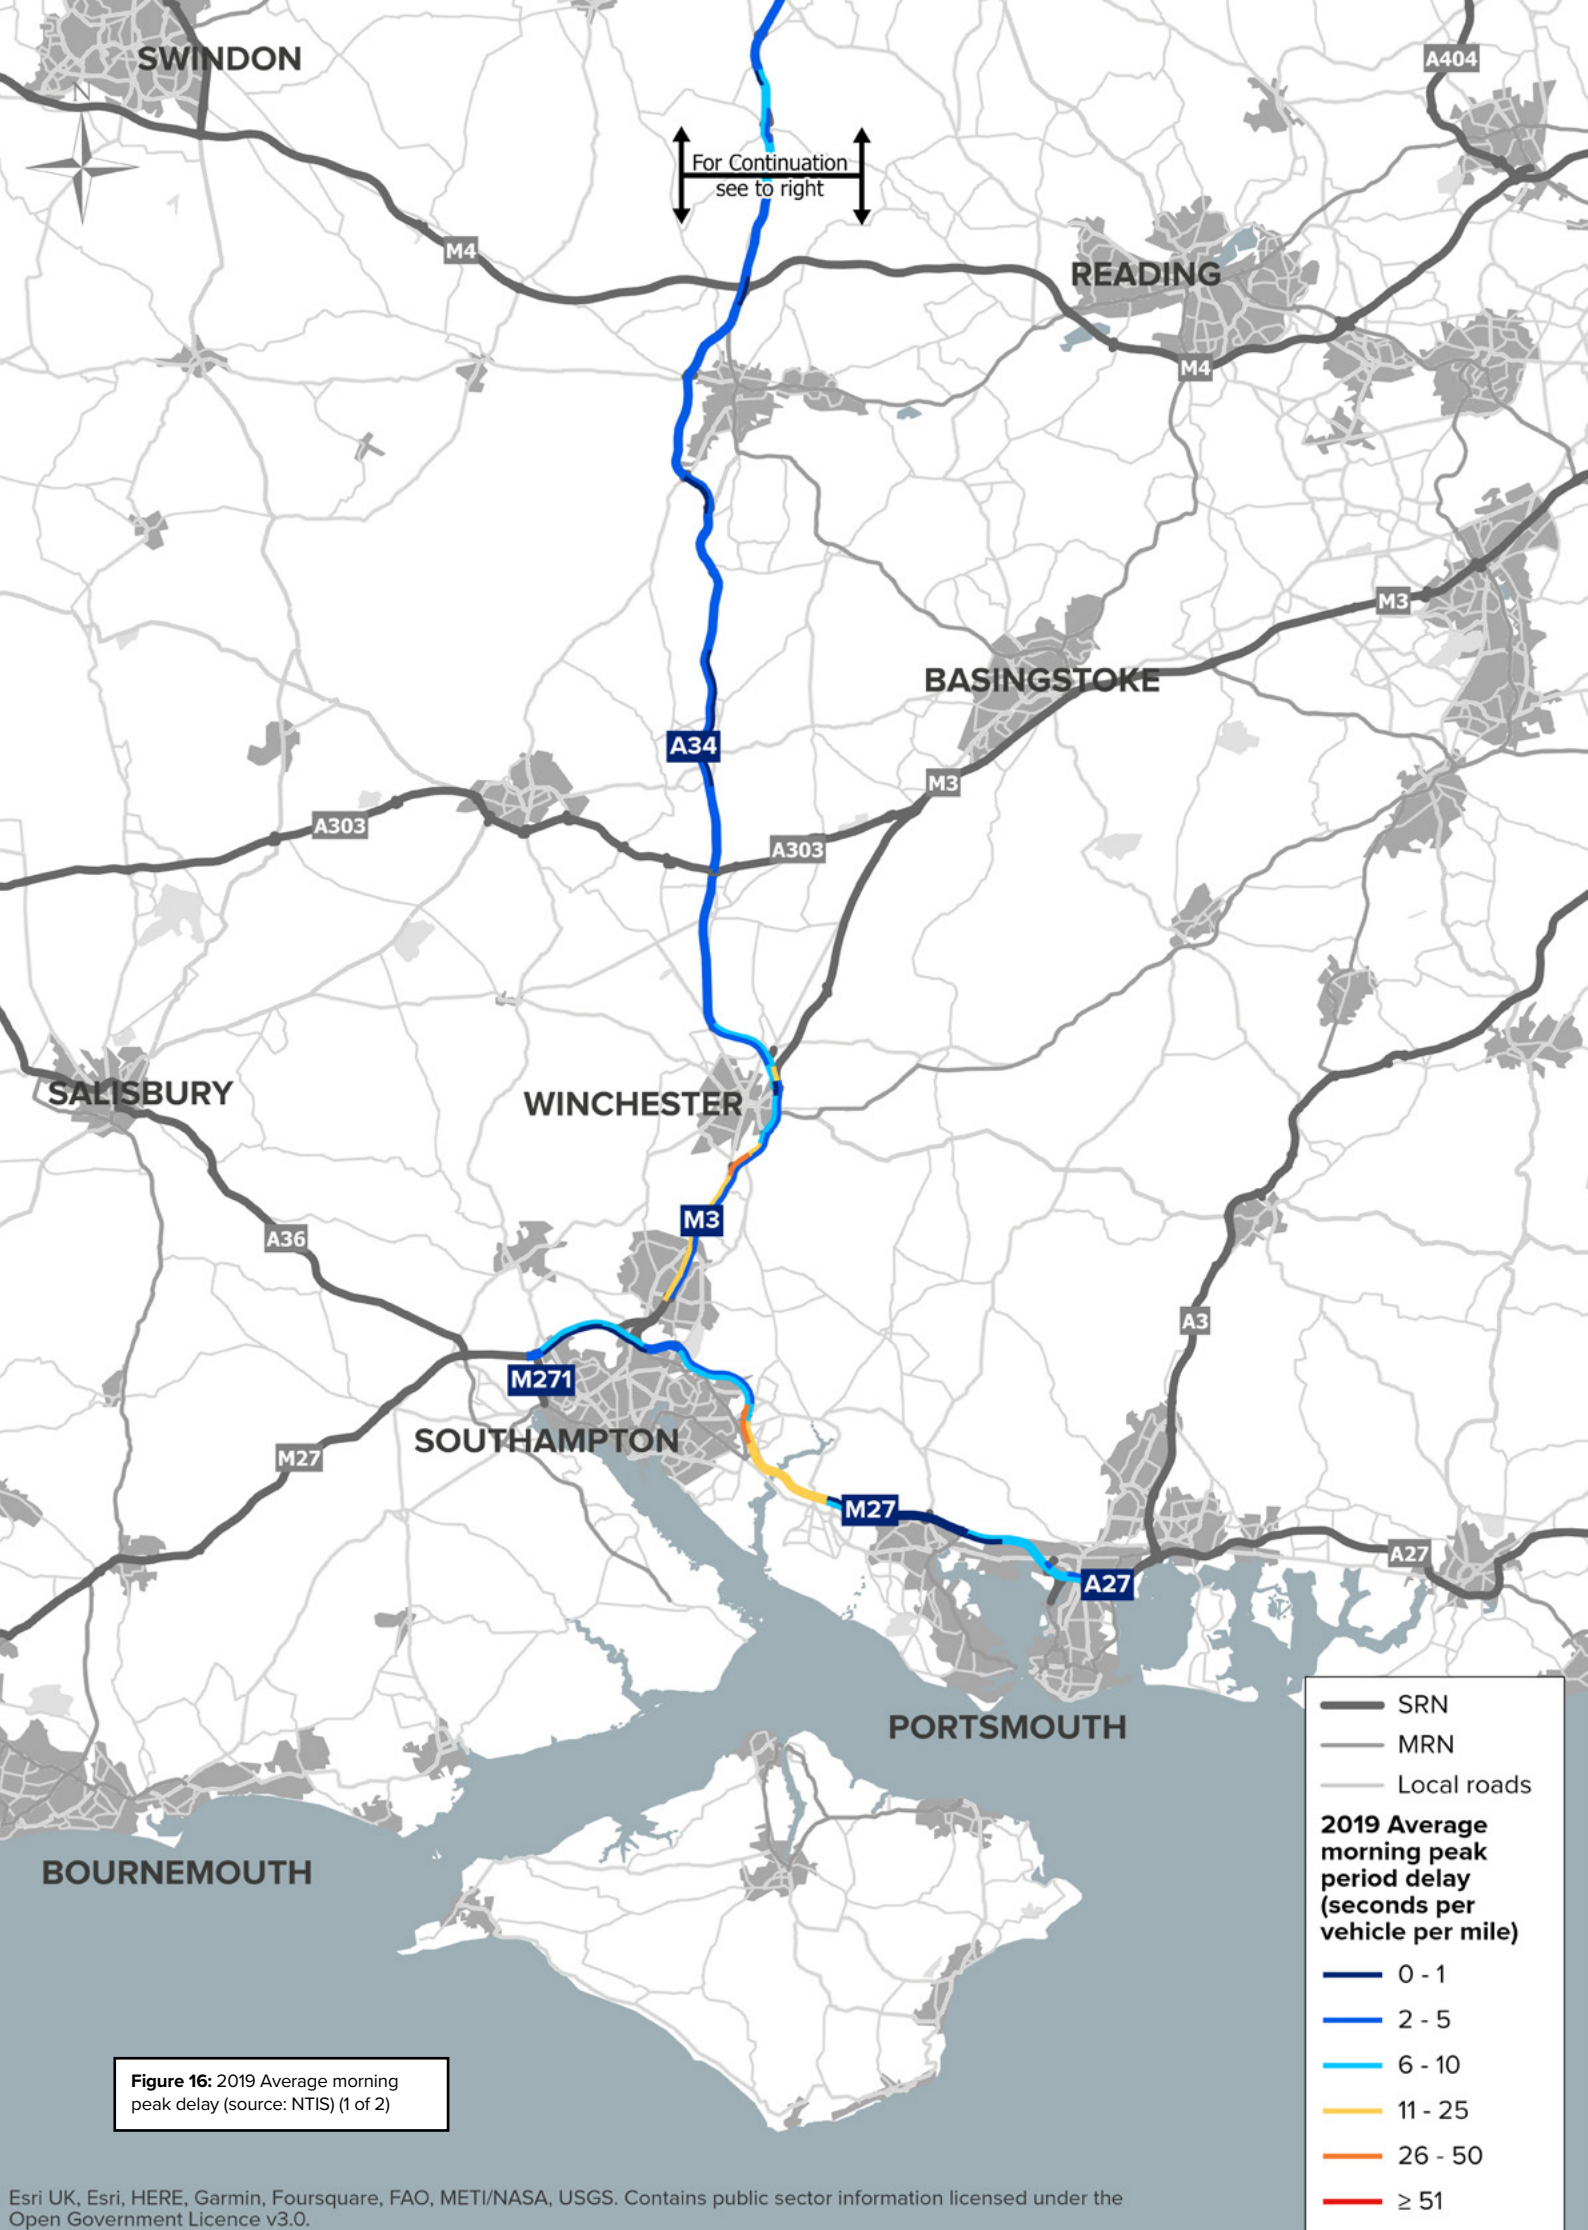 SWINDON
A404
N
For Continuation
see to right
M4
READING
M4
M3
BASINGSTOKE
A34
M3
A303
A303
SALISBURY
WINCHESTER
M3
A36
A3
M271
SOUTHAMPTON
M27
M27
A27
A27
PORTSMOUTH
BOURNEMOUTH
SRN
MRN
Local roads
2019 Average
morning peak
period delay
(seconds per
vehicle per mile)
0 - 1
2 - 5
6 - 10
11 - 25
26 - 50
≥ 51
Figure 16: 2019 Average morning
peak delay (source: NTIS) (1 of 2)
Esri UK, Esri, HERE, Garmin, Foursquare, FAO, METI/NASA, USGS. Contains public sector information licensed under the
Open Government Licence v3.0.